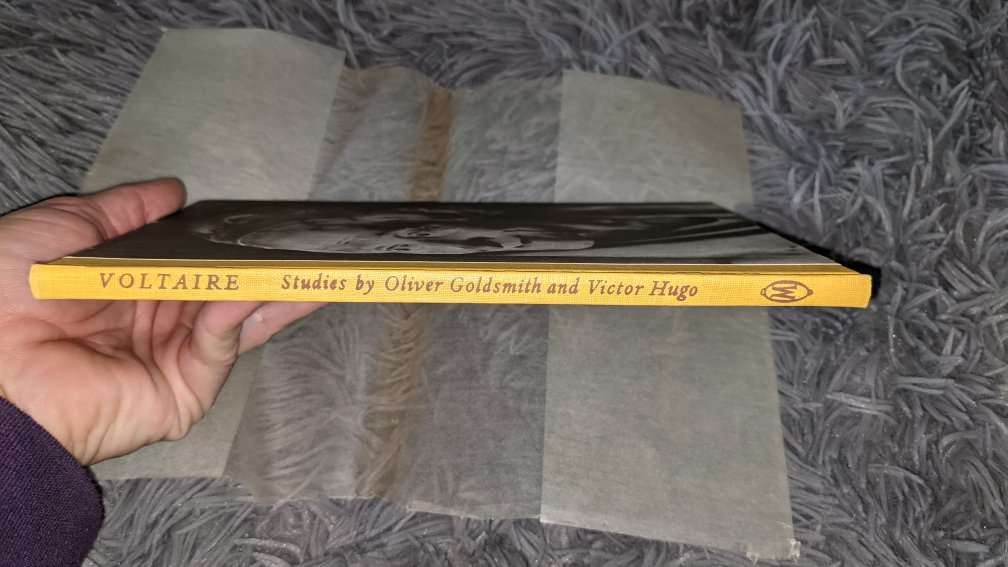 VOLTAIRE Studies by Oliver Goldsmith and Victor Hugo